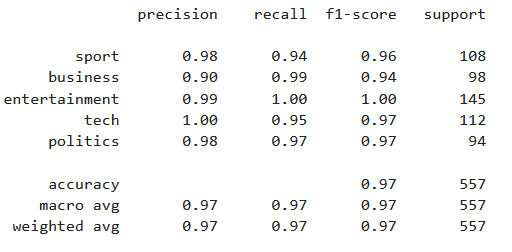 precision recall f1-score support
sport 0.98 0.94 0.96 108
business 0.90 0.99 0.94 98
entertainment 0.99 1.00 1.00 145
tech 1.00 0.95 0.97 112
politics 0.98 0.97 0.97 94
accuracy 0.97 557
macro avg 0.97 0.97 0.97 557
weighted avg 0.97 0.97 0.97 557